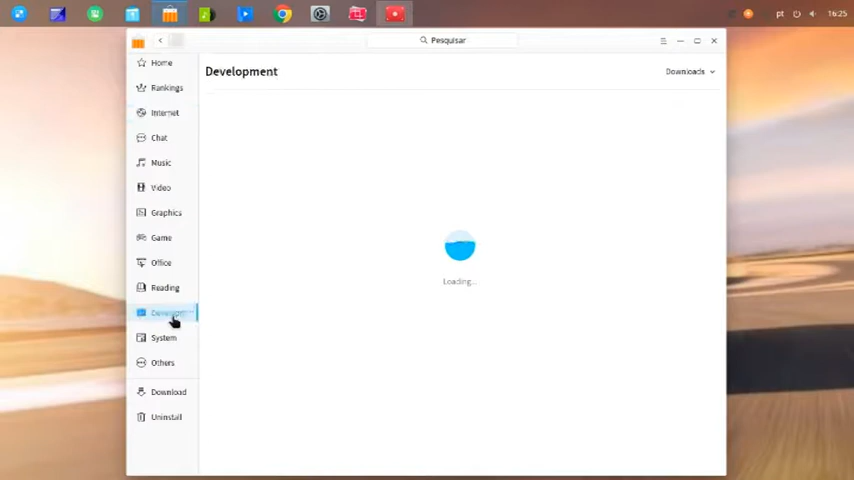 pt
16:25
Pesquisar
Home
Development
Downloads
Rankings
Internet
Chat
Music
Video
Graphics
Game
Office
Loading...
Reading
System
Others
Download
Uninstall